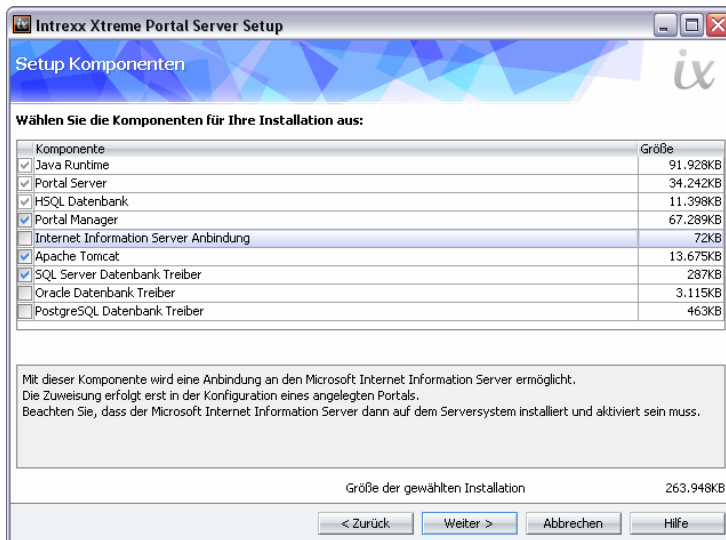 Intrexx Xtreme Portal Server Setup
Setup Komponenten
ix
Wählen Sie die Komponenten für Ihre Installation aus:
Komponente Größe
Java Runtime 91.928KB
Portal Server 34.242KB
HSQL Datenbank 11.398KB
Portal Manager 67.289KB
Internet Information Server Anbindung 72KB
Apache Tomcat 13.675KB
SQL Server Datenbank Treiber 287KB
Oracle Datenbank Treiber 3.115KB
PostgreSQL Datenbank Treiber 463KB
Mit dieser Komponente wird eine Anbindung an den Microsoft Internet Information Server ermöglicht.
Die Zuweisung erfolgt erst in der Konfiguration eines angelegten Portals.
Beachten Sie, dass der Microsoft Internet Information Server dann auf dem Serversystem installiert und aktiviert sein muss.
Größe der gewählten Installation 263.948KB
< Zurück Weiter > Abbrechen Hilfe